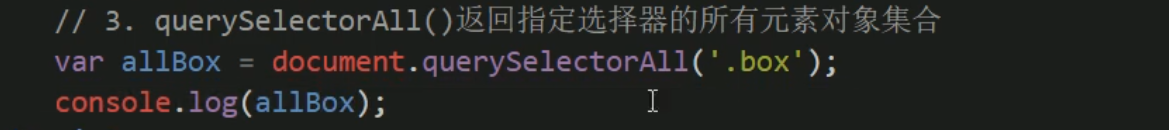 // 3. querySelectorAll()返回指定选择器的所有元素对象集合
var allBox = document.querySelectorAll('.box');
console.log(allBox);